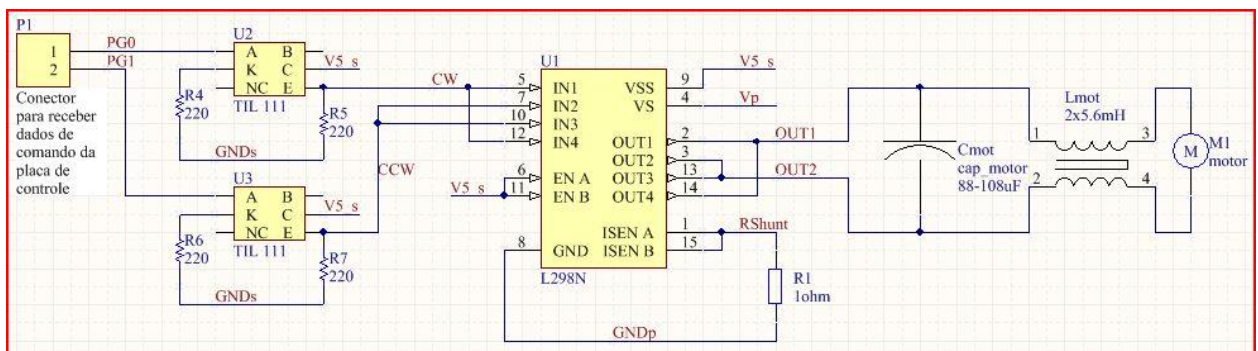 P1
1
2
PG0
PG1
Conector
para receber
dados de
comando da
placa de
controle
U2
A B
K C
NC E
TIL 111
V5_s
R4
220
R5
220
GNDs
U3
A B
K C
NC E
TIL 111
V5_s
R6
220
R7
220
GNDs
CW
CCW
V5_s
U1
5 IN1
7 IN2
10 IN3
12 IN4
6 EN A
11 EN B
8 GND
VSS 9
VS 4
OUT1 2
OUT2 3
OUT3 13
OUT4 14
ISEN A 1
ISEN B 15
L298N
V5_s
Vp
OUT1
OUT2
RShunt
R1
1ohm
GNDp
Cmot
cap_motor
88-108uF
Lmot
2x5.6mH
1 3
2 4
M
M1
motor